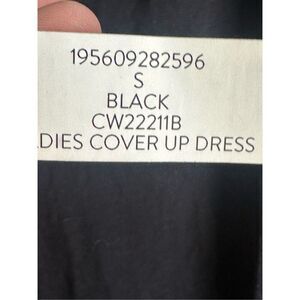 195609282596
S
BLACK
CW22211B
DIES COVER UP DRESS